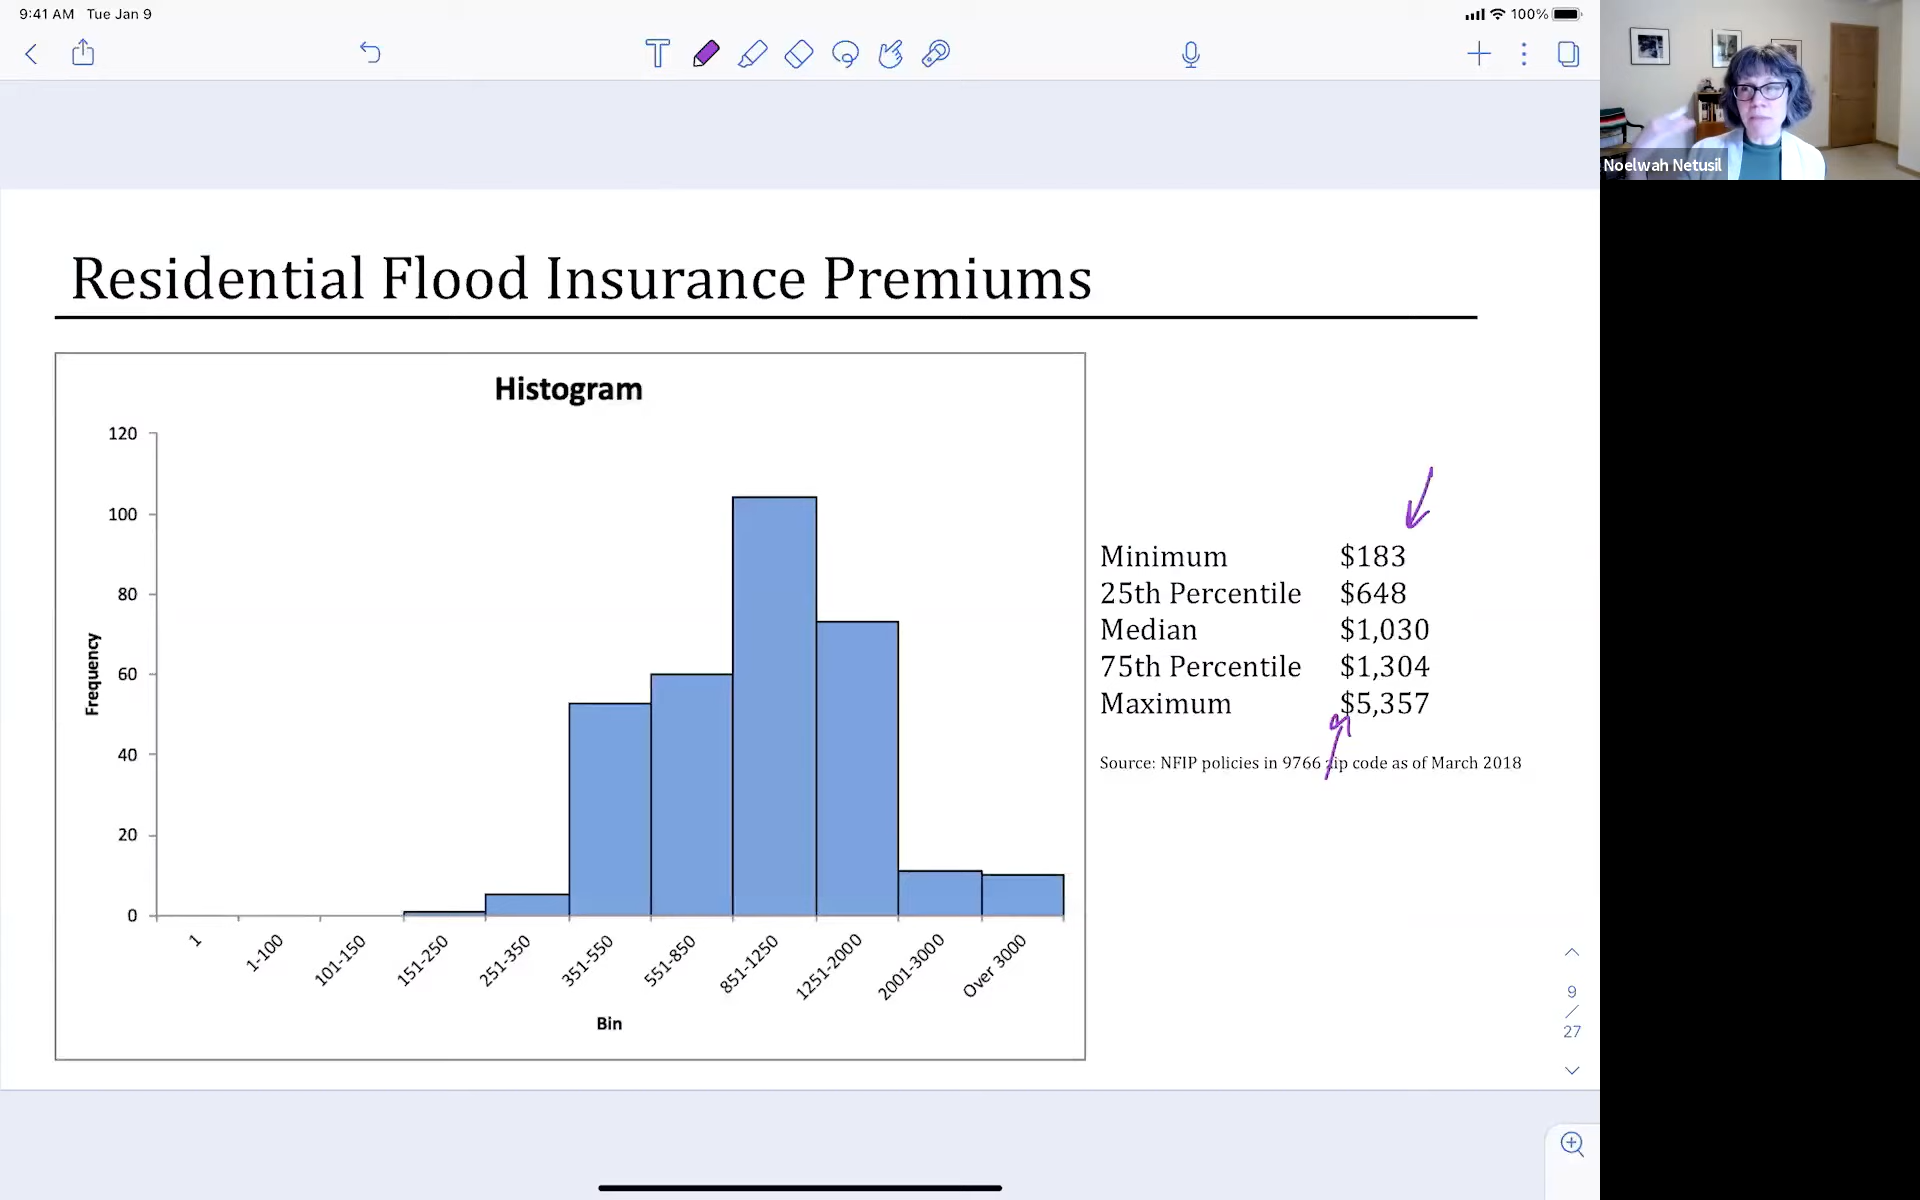 9:41 AM Tue Jan 9
100%
Noelwah Netusil
Residential Flood Insurance Premiums
Histogram
120
100
80
60
40
20
0
Frequency
1
1-100
101-150
151-250
251-350
351-550
551-850
851-1250
1251-2000
2001-3000
Over 3000
Bin
Minimum $183
25th Percentile $648
Median $1,030
75th Percentile $1,304
Maximum $5,357
Source: NFIP policies in 9766 zip code as of March 2018
9
/
27